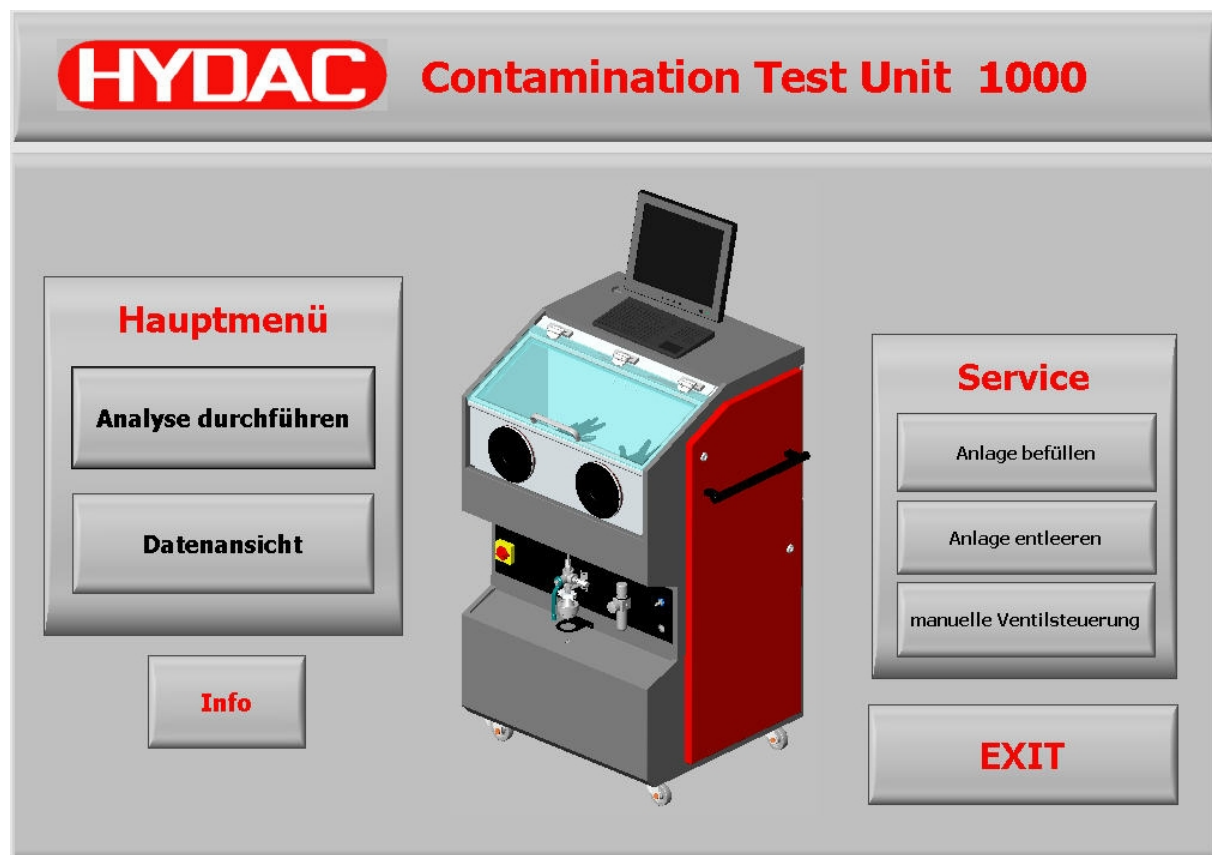 HYDAC Contamination Test Unit 1000
Hauptmenü
Analyse durchführen
Datenansicht
Info
Service
Anlage befüllen
Anlage entleeren
manuelle Ventilsteuerung
EXIT